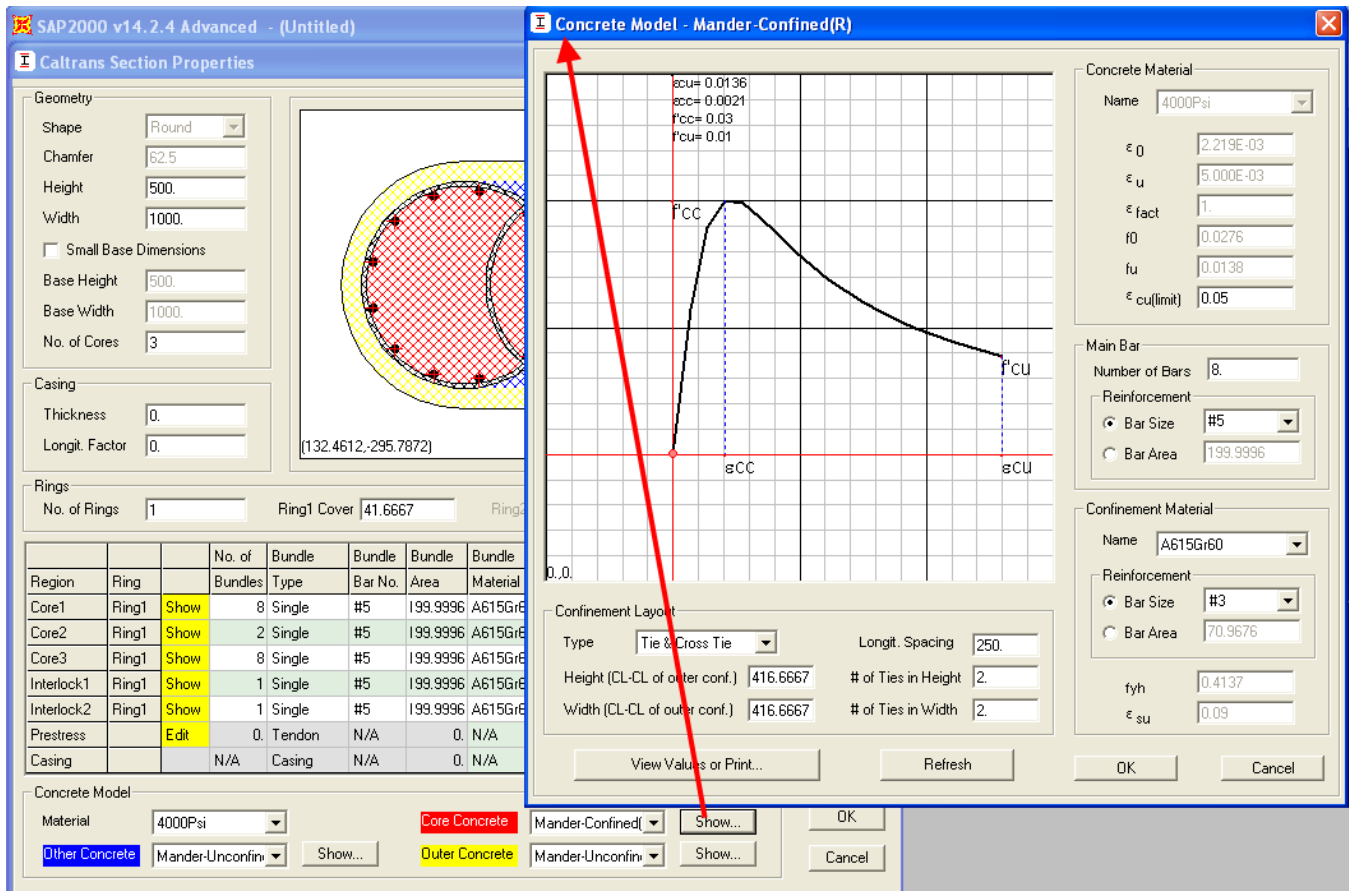 SAP2000 v14.2.4 Advanced - (Untitled)
Caltrans Section Properties
Geometry
Shape Round
Chamfer 62.5
Height 500.
Width 1000.
Small Base Dimensions
Base Height 500.
Base Width 1000.
No. of Cores 3
Casing
Thickness 0.
Longit. Factor 0.
(132.4612,-295.7872)
Rings
No. of Rings 1 Ring1 Cover 41.6667 Ring2
No. of Bundle Bundle Bundle Bundle
Region Ring Bundles Type Bar No. Area Material
Core1 Ring1 Show 8 Single #5 199.9996 A615Gr6
Core2 Ring1 Show 2 Single #5 199.9996 A615Gr6
Core3 Ring1 Show 8 Single #5 199.9996 A615Gr6
Interlock1 Ring1 Show 1 Single #5 199.9996 A615Gr6
Interlock2 Ring1 Show 1 Single #5 199.9996 A615Gr6
Prestress Edit 0. Tendon N/A 0. N/A
Casing N/A Casing N/A 0. N/A
Concrete Model
Material 4000Psi Core Concrete Mander-Confined( Show... OK
Other Concrete Mander-Unconfin Show... Outer Concrete Mander-Unconfin Show... Cancel
Concrete Model - Mander-Confined(R)
εcu= 0.0136
εcc= 0.0021
f'cc= 0.03
f'cu= 0.01
f'cc
f'cu
εcc
εcu
0.,0.
Confinement Layout
Type Tie & Cross Tie Longit. Spacing 250.
Height (CL-CL of outer conf.) 416.6667 # of Ties in Height 2.
Width (CL-CL of outer conf.) 416.6667 # of Ties in Width 2.
View Values or Print... Refresh
Concrete Material
Name 4000Psi
ε0 2.219E-03
εu 5.000E-03
εfact 1.
f0 0.0276
fu 0.0138
εcu(limit) 0.05
Main Bar
Number of Bars 8.
Reinforcement
Bar Size #5
Bar Area 199.9996
Confinement Material
Name A615Gr60
Reinforcement
Bar Size #3
Bar Area 70.9676
fyh 0.4137
εsu 0.09
OK Cancel